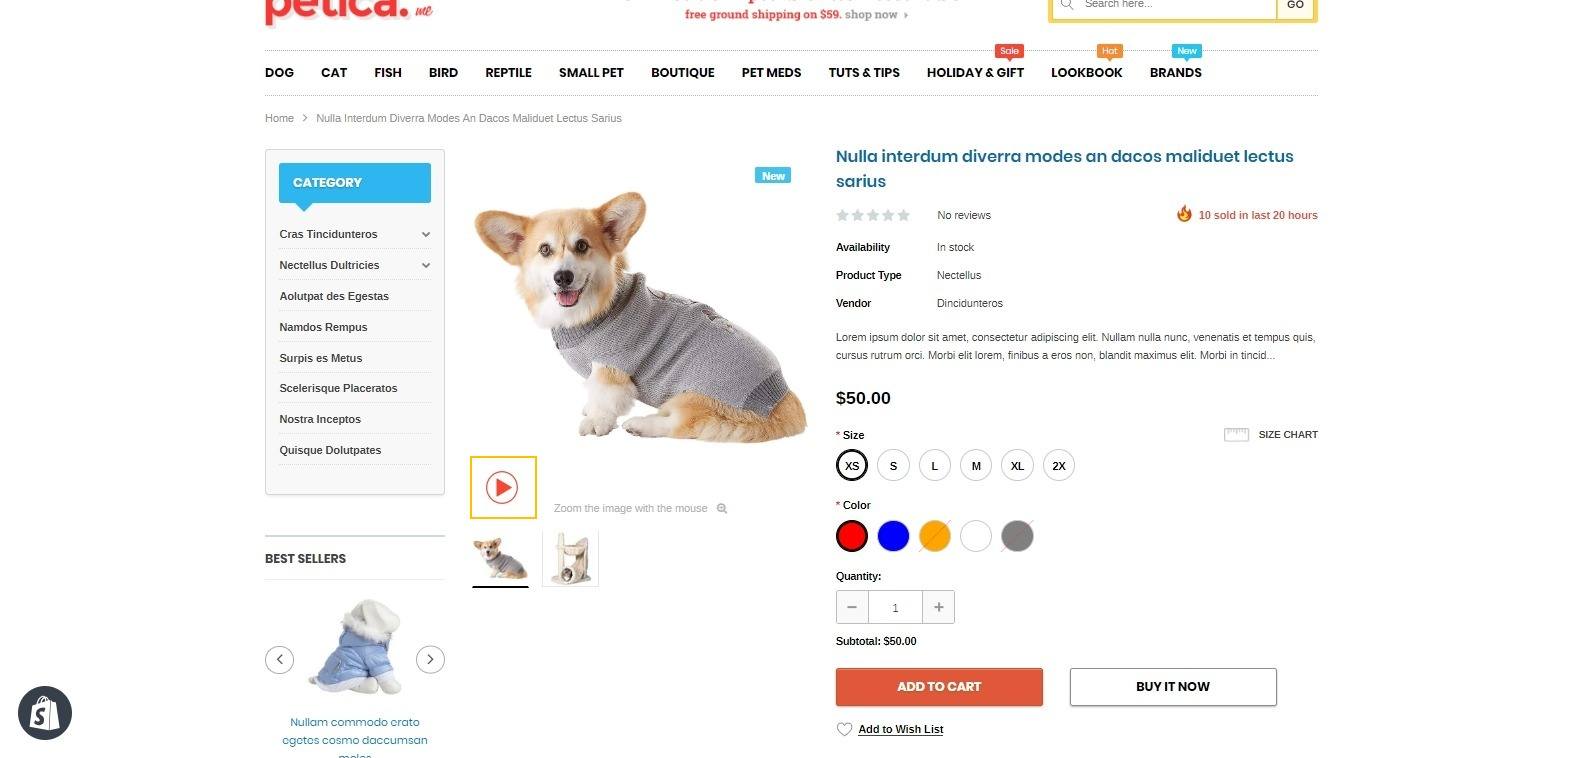 petica. me
free ground shipping on $59. shop now
Search here...
GO
Sale
Hot
New
DOG CAT FISH BIRD REPTILE SMALL PET BOUTIQUE PET MEDS TUTS & TIPS HOLIDAY & GIFT LOOKBOOK BRANDS
Home > Nulla Interdum Diverra Modes An Dacos Maliduet Lectus Sarius
CATEGORY
Cras Tincidunteros
Nectellus Dultricies
Aolutpat des Egestas
Namdos Rempus
Surpis es Metus
Scelerisque Placeratos
Nostra Inceptos
Quisque Dolutpates
BEST SELLERS
Nullam commodo erato
egetes cosmo daccumsan
New
Zoom the image with the mouse
Nulla interdum diverra modes an dacos maliduet lectus
sarius
No reviews
10 sold in last 20 hours
Availability In stock
Product Type Nectellus
Vendor Dincidunteros
Lorem ipsum dolor sit amet, consectetur adipiscing elit. Nullam nulla nunc, venenatis et tempus quis,
cursus rutrum orci. Morbi elit lorem, finibus a eros non, blandit maximus elit. Morbi in tincid...
$50.00
* Size
SIZE CHART
XS S L M XL 2X
* Color
Quantity:
− 1 +
Subtotal: $50.00
ADD TO CART
BUY IT NOW
Add to Wish List